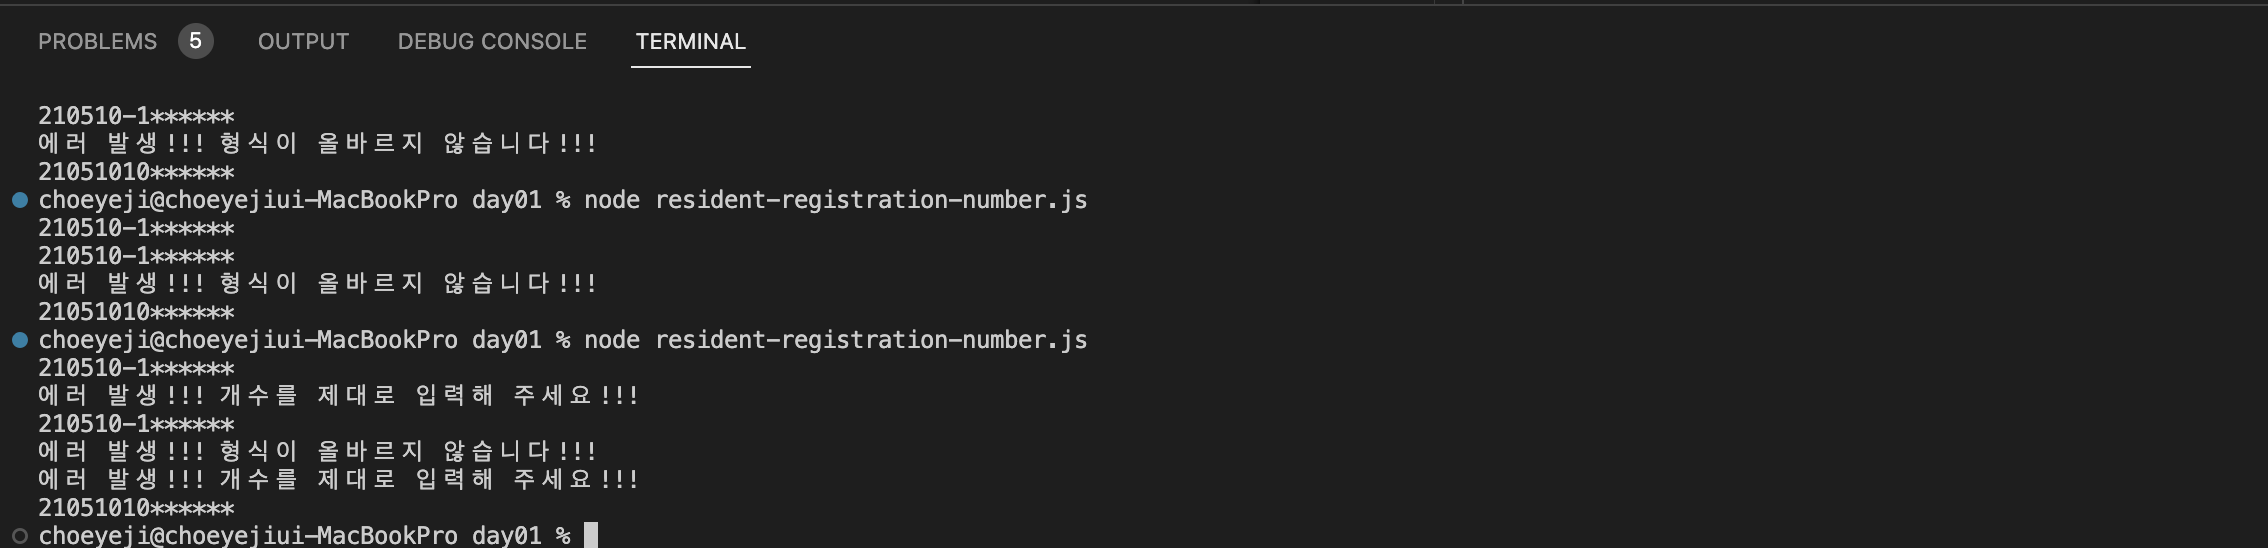 PROBLEMS 5 OUTPUT DEBUG CONSOLE TERMINAL
210510-1******
에러 발생!!! 형식이 올바르지 않습니다!!!
21051010******
choeyeji@choeyejiui-MacBookPro day01 % node resident-registration-number.js
210510-1******
210510-1******
에러 발생!!! 형식이 올바르지 않습니다!!!
21051010******
choeyeji@choeyejiui-MacBookPro day01 % node resident-registration-number.js
210510-1******
에러 발생!!! 개수를 제대로 입력해 주세요!!!
210510-1******
에러 발생!!! 형식이 올바르지 않습니다!!!
에러 발생!!! 개수를 제대로 입력해 주세요!!!
21051010******
choeyeji@choeyejiui-MacBookPro day01 %